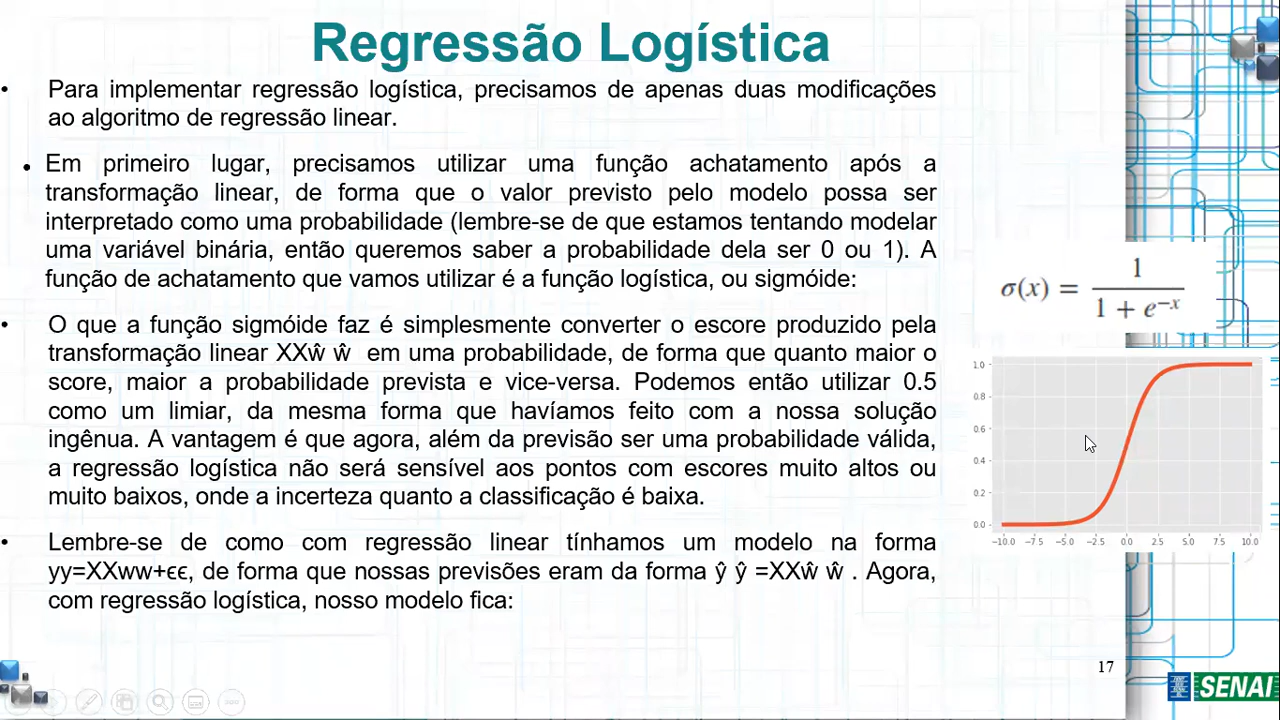 Regressão Logística
• Para implementar regressão logística, precisamos de apenas duas modificações
ao algoritmo de regressão linear.
• Em primeiro lugar, precisamos utilizar uma função achatamento após a
transformação linear, de forma que o valor previsto pelo modelo possa ser
interpretado como uma probabilidade (lembre-se de que estamos tentando modelar
uma variável binária, então queremos saber a probabilidade dela ser 0 ou 1). A
função de achatamento que vamos utilizar é a função logística, ou sigmóide:
• O que a função sigmóide faz é simplesmente converter o escore produzido pela
transformação linear XXŵ ŵ em uma probabilidade, de forma que quanto maior o
score, maior a probabilidade prevista e vice-versa. Podemos então utilizar 0.5
como um limiar, da mesma forma que havíamos feito com a nossa solução
ingênua. A vantagem é que agora, além da previsão ser uma probabilidade válida,
a regressão logística não será sensível aos pontos com escores muito altos ou
muito baixos, onde a incerteza quanto a classificação é baixa.
• Lembre-se de como com regressão linear tínhamos um modelo na forma
yy=XXww+ϵϵ, de forma que nossas previsões eram da forma ŷ ŷ =XXŵ ŵ . Agora,
com regressão logística, nosso modelo fica:
σ(x) = 1 / (1 + e^{-x})
1.0
0.8
0.6
0.4
0.2
0.0
−10.0 −7.5 −5.0 −2.5 0.0 2.5 5.0 7.5 10.0
17
SENAI